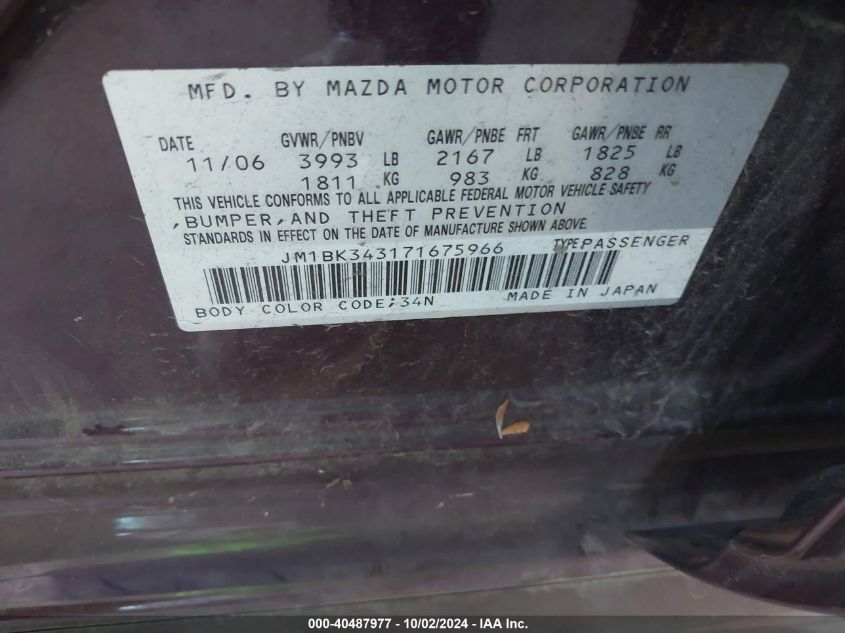 MFD. BY MAZDA MOTOR CORPORATION
DATE GVWR/PNBV GAWR/PNBE FRT GAWR/PNBE RR
11/06 3993 LB 2167 LB 1825 LB
1811 KG 983 KG 828 KG
THIS VEHICLE CONFORMS TO ALL APPLICABLE FEDERAL MOTOR VEHICLE SAFETY
,BUMPER,AND THEFT PREVENTION
STANDARDS IN EFFECT ON THE DATE OF MANUFACTURE SHOWN ABOVE.
JM1BK343171675966 TYPE PASSENGER
BODY COLOR CODE;34N MADE IN JAPAN
000-40487977 - 10/02/2024 - IAA Inc.